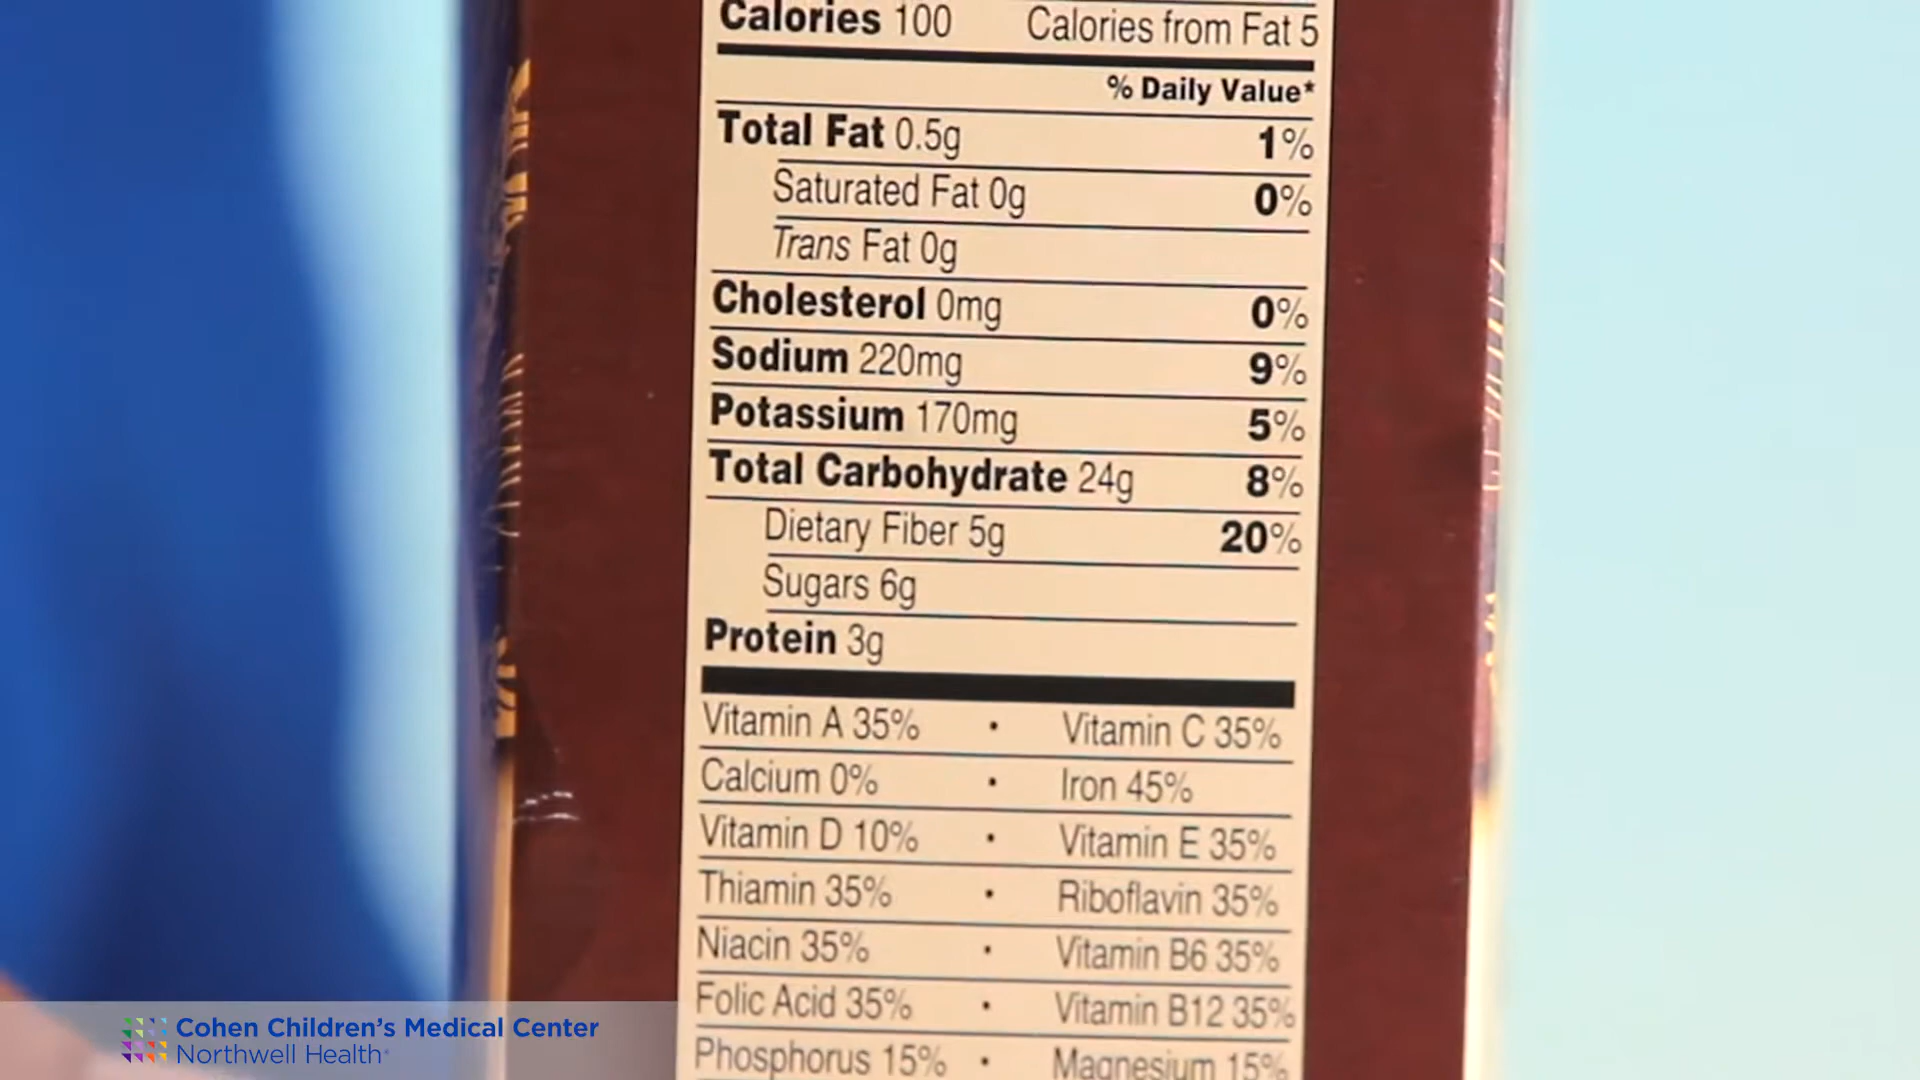 Calories 100 Calories from Fat 5
% Daily Value*
Total Fat 0.5g 1%
Saturated Fat 0g 0%
Trans Fat 0g
Cholesterol 0mg 0%
Sodium 220mg 9%
Potassium 170mg 5%
Total Carbohydrate 24g 8%
Dietary Fiber 5g 20%
Sugars 6g
Protein 3g
Vitamin A 35% • Vitamin C 35%
Calcium 0% • Iron 45%
Vitamin D 10% • Vitamin E 35%
Thiamin 35% • Riboflavin 35%
Niacin 35% • Vitamin B6 35%
Folic Acid 35% • Vitamin B12 35%
Phosphorus 15% • Magnesium 15%
Cohen Children's Medical Center
Northwell Health